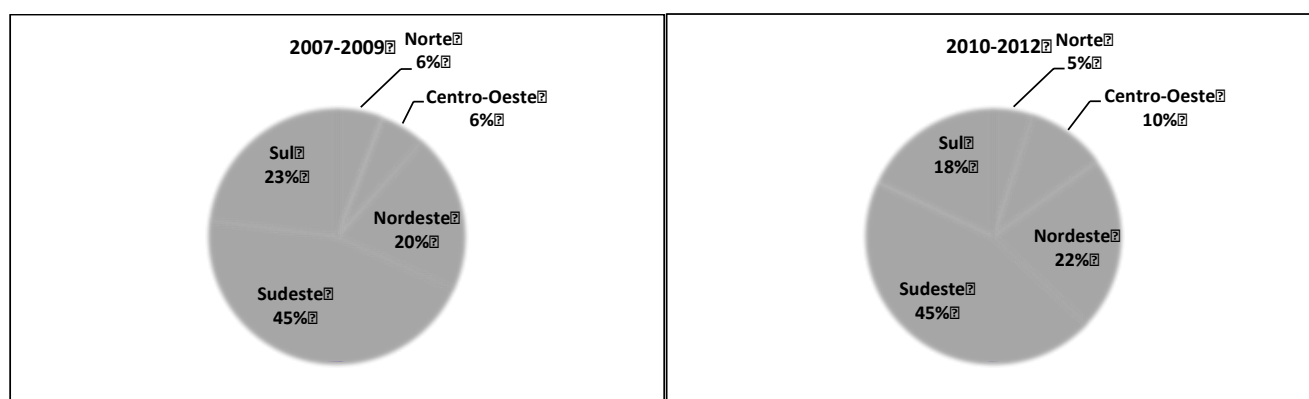 2007-2009
Norte
6%
Centro-Oeste
6%
Sul
23%
Nordeste
20%
Sudeste
45%
2010-2012
Norte
5%
Centro-Oeste
10%
Sul
18%
Nordeste
22%
Sudeste
45%